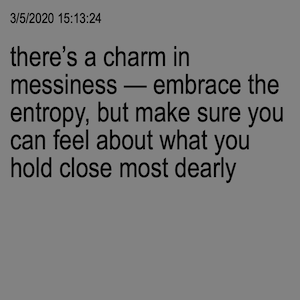 3/5/2020 15:13:24
there’s a charm in
messiness — embrace the
entropy, but make sure you
can feel about what you
hold close most dearly